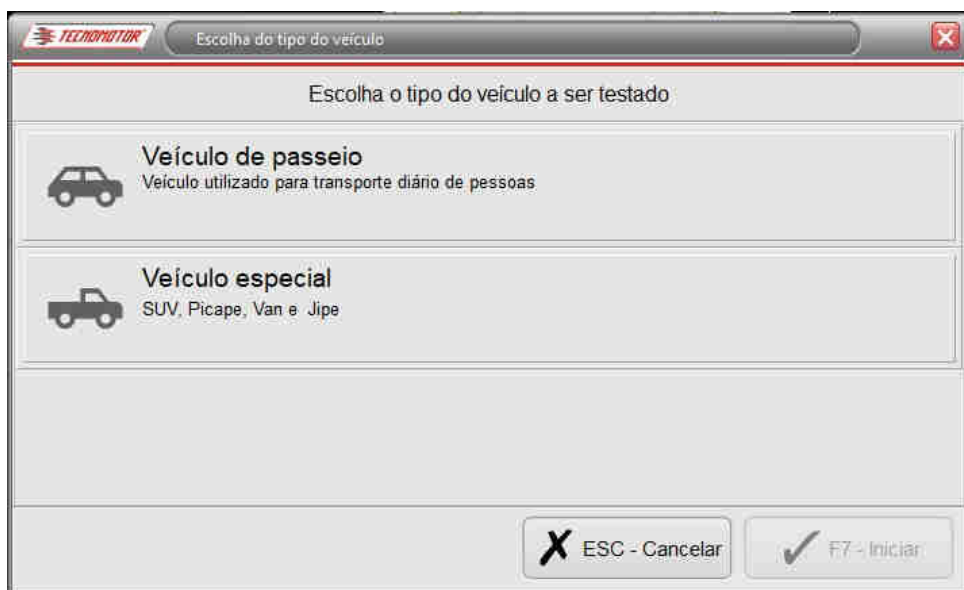 TECNOMOTOR
Escolha do tipo do veículo
Escolha o tipo do veículo a ser testado
Veículo de passeio
Veículo utilizado para transporte diário de pessoas
Veículo especial
SUV, Picape, Van e Jipe
ESC - Cancelar
F7 - Iniciar